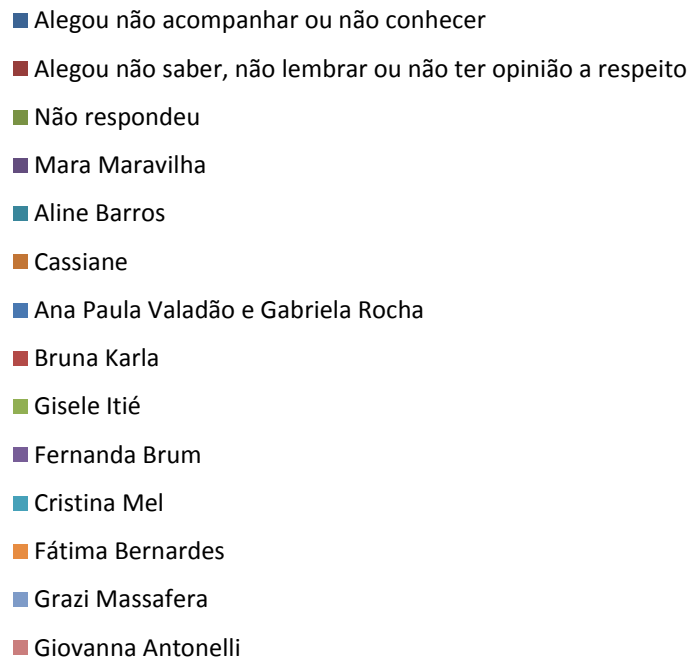 Alegou não acompanhar ou não conhecer
Alegou não saber, não lembrar ou não ter opinião a respeito
Não respondeu
Mara Maravilha
Aline Barros
Cassiane
Ana Paula Valadão e Gabriela Rocha
Bruna Karla
Gisele Itié
Fernanda Brum
Cristina Mel
Fátima Bernardes
Grazi Massafera
Giovanna Antonelli